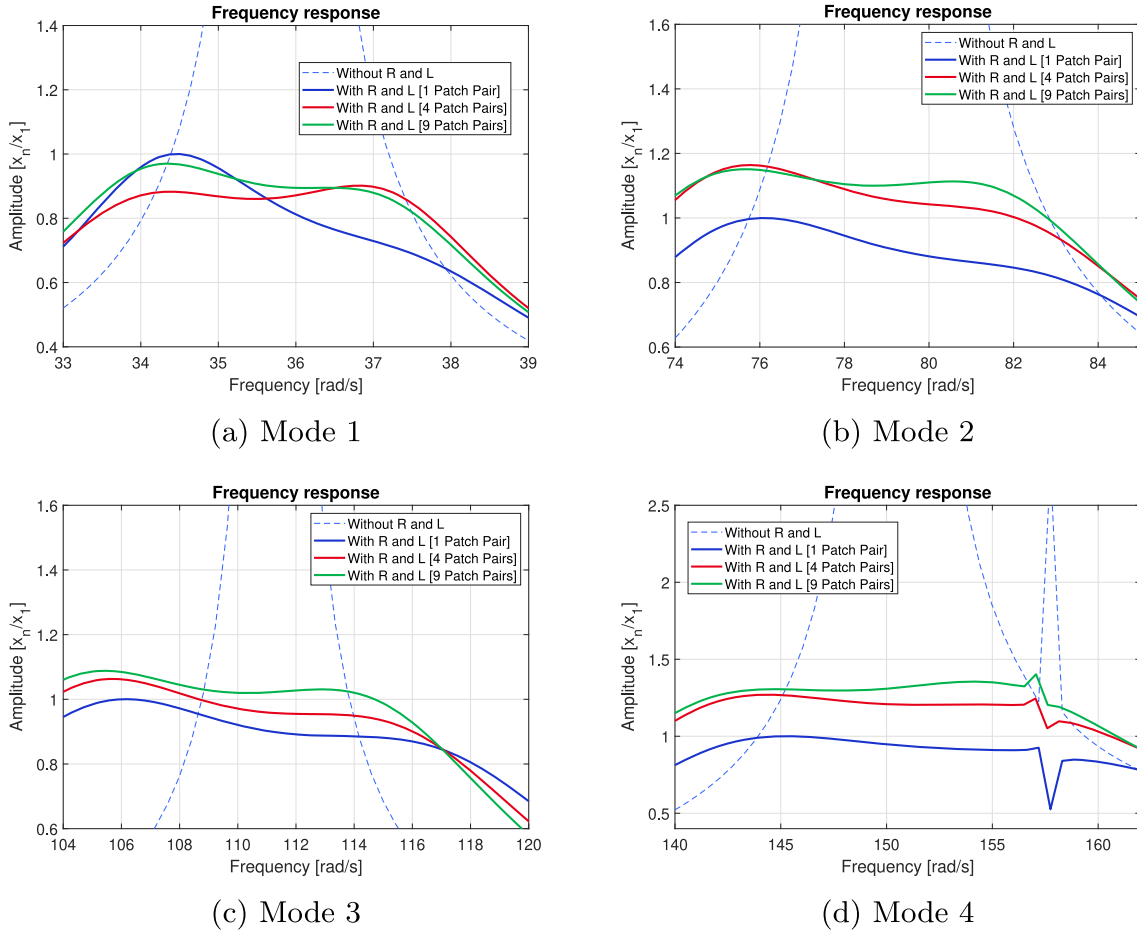 Frequency response
1.4
1.2
1
0.8
0.6
0.4
Amplitude [x_n/x_1]
Without R and L
With R and L [1 Patch Pair]
With R and L [4 Patch Pairs]
With R and L [9 Patch Pairs]
33 34 35 36 37 38 39
Frequency [rad/s]
(a) Mode 1
Frequency response
1.6
1.4
1.2
1
0.8
0.6
Amplitude [x_n/x_1]
Without R and L
With R and L [1 Patch Pair]
With R and L [4 Patch Pairs]
With R and L [9 Patch Pairs]
74 76 78 80 82 84
Frequency [rad/s]
(b) Mode 2
Frequency response
1.6
1.4
1.2
1
0.8
0.6
Amplitude [x_n/x_1]
Without R and L
With R and L [1 Patch Pair]
With R and L [4 Patch Pairs]
With R and L [9 Patch Pairs]
104 106 108 110 112 114 116 118 120
Frequency [rad/s]
(c) Mode 3
Frequency response
2.5
2
1.5
1
0.5
Amplitude [x_n/x_1]
Without R and L
With R and L [1 Patch Pair]
With R and L [4 Patch Pairs]
With R and L [9 Patch Pairs]
140 145 150 155 160
Frequency [rad/s]
(d) Mode 4